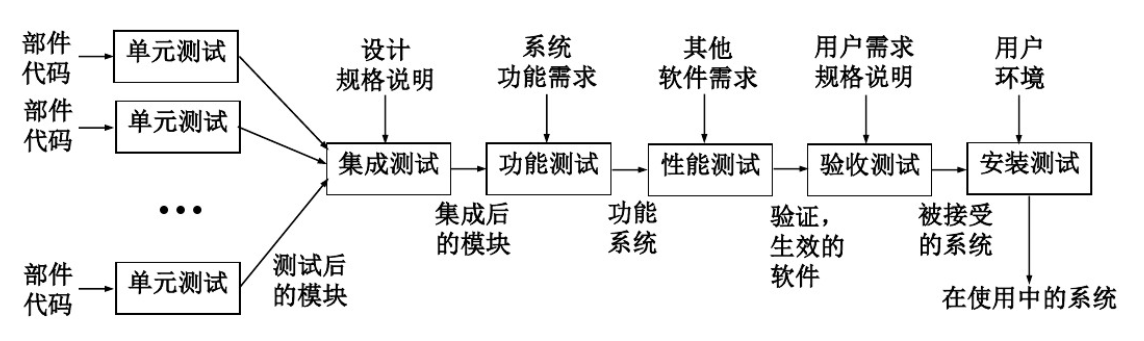 部件
代码
单元测试
部件
代码
单元测试
•••
部件
代码
单元测试
测试后
的模块
设计
规格说明
集成测试
集成后
的模块
系统
功能需求
功能测试
功能
系统
其他
软件需求
性能测试
验证，
生效的
软件
用户需求
规格说明
验收测试
被接受
的系统
用户
环境
安装测试
在使用中的系统